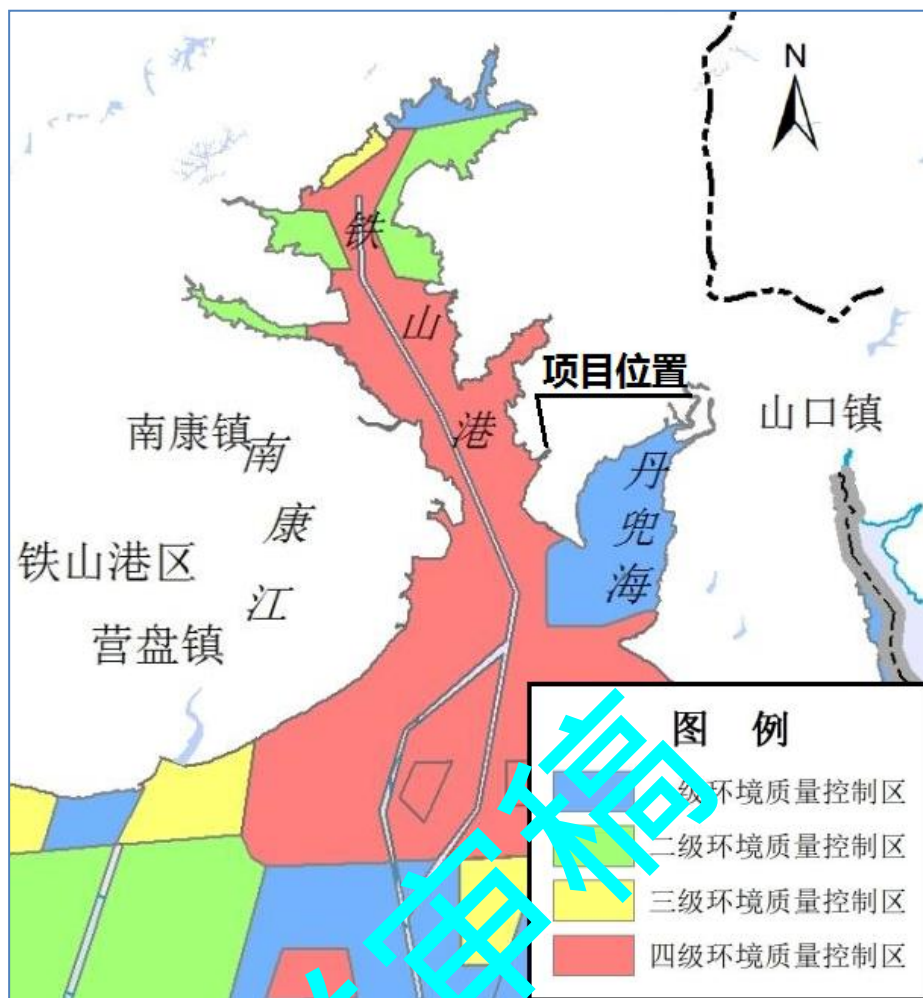 N
铁
山
港
项目位置
山口镇
丹
兜
海
南康镇
南
康
江
铁山港区
营盘镇
图 例
级环境质量控制区
二级环境质量控制区
三级环境质量控制区
四级环境质量控制区
审稿